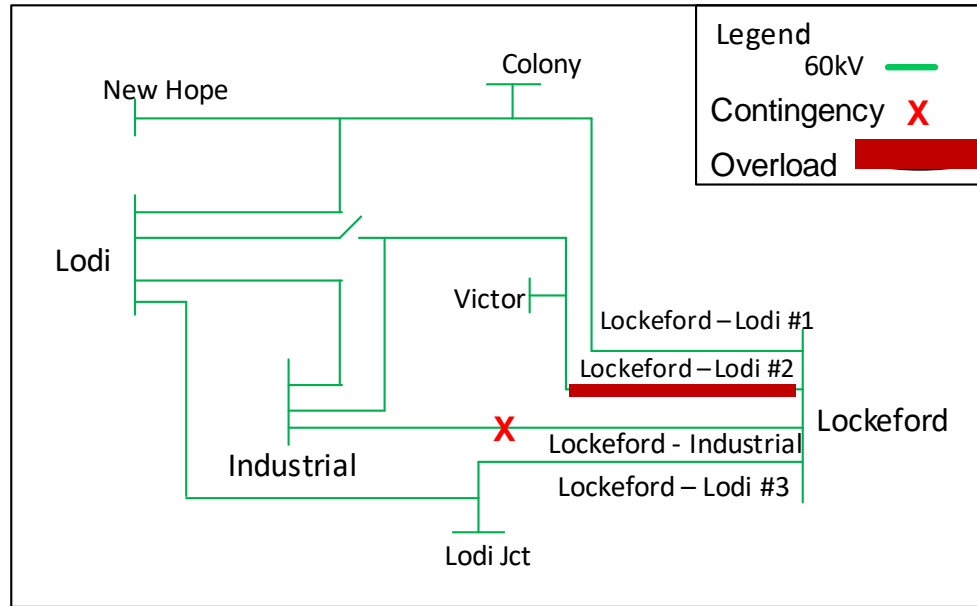 Legend
60kV
Contingency X
Overload
Colony
New Hope
Lodi
Victor
Lockeford – Lodi #1
Lockeford – Lodi #2
Lockeford
X
Lockeford - Industrial
Industrial
Lockeford – Lodi #3
Lodi Jct